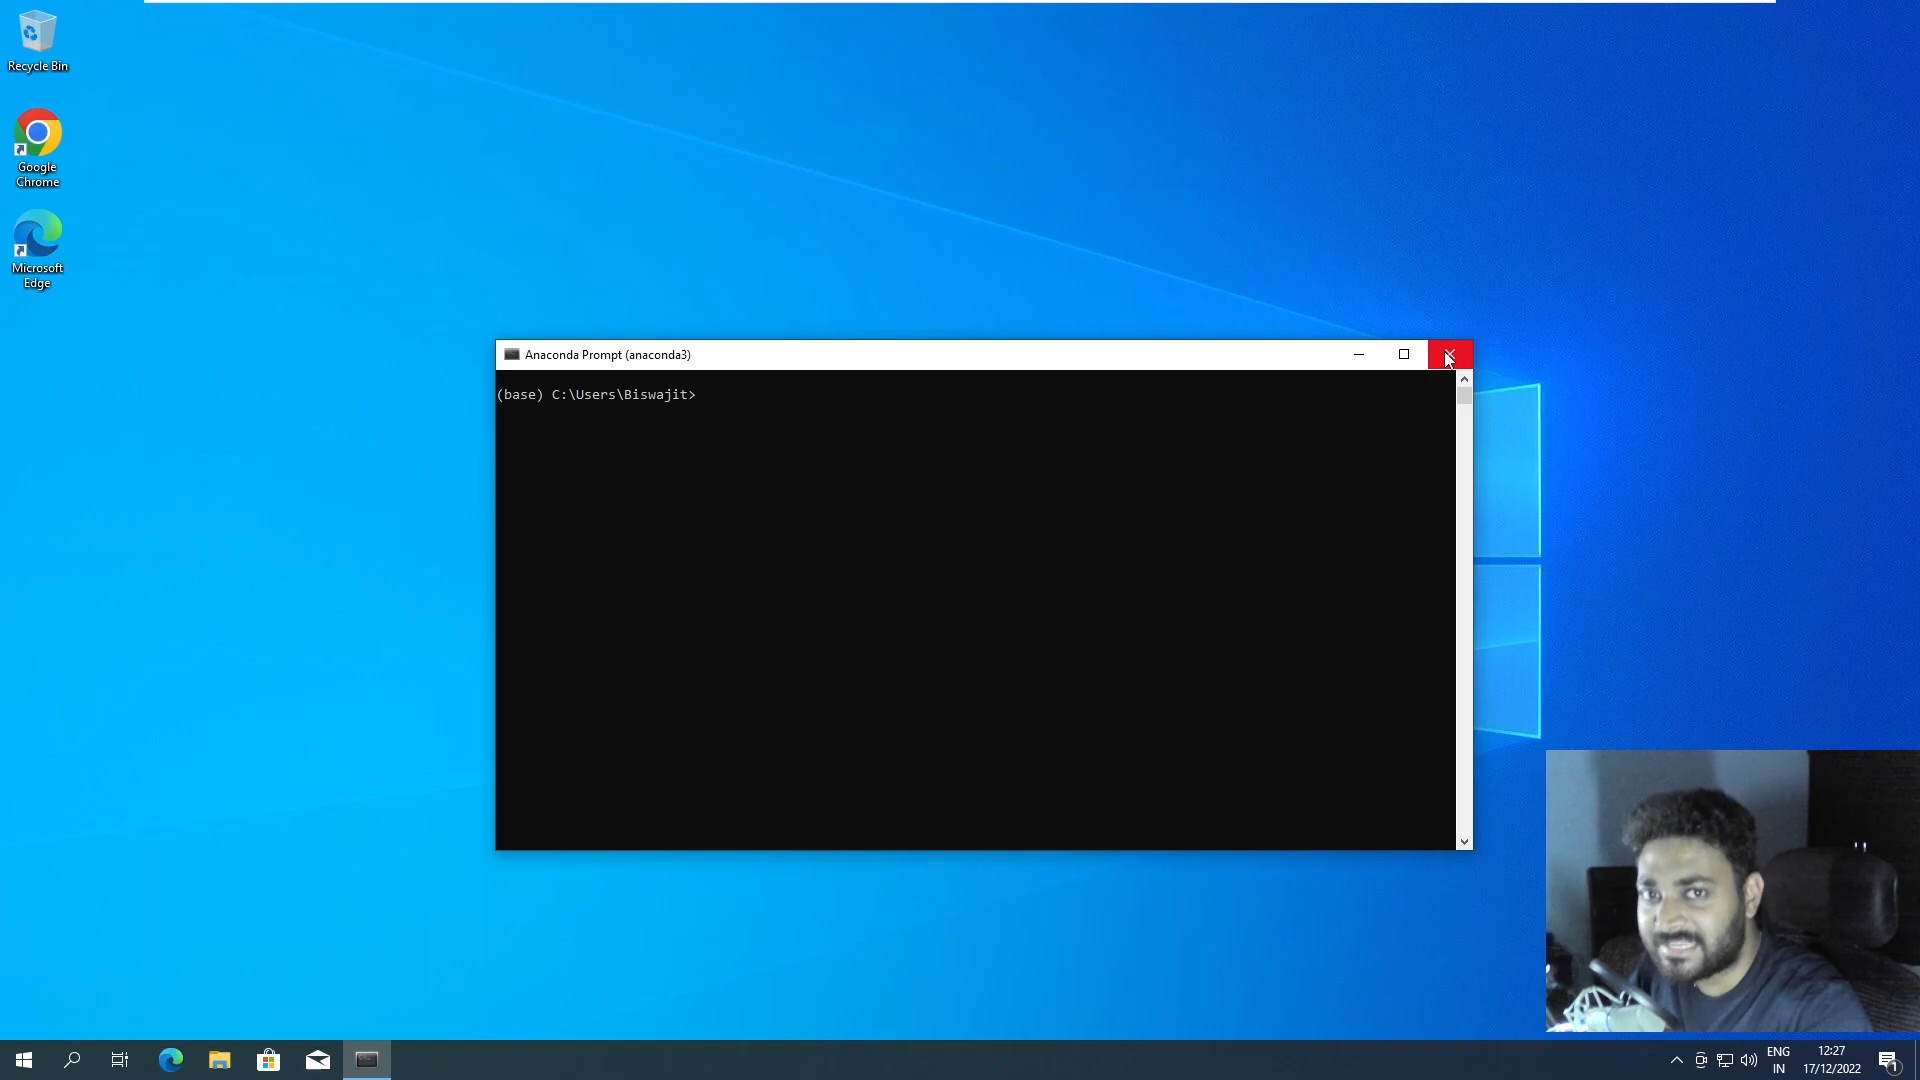 Recycle Bin
Google
Chrome
Microsoft
Edge
Anaconda Prompt (anaconda3)
(base) C:\Users\Biswajit>
ENG
IN
12:27
17/12/2022
1